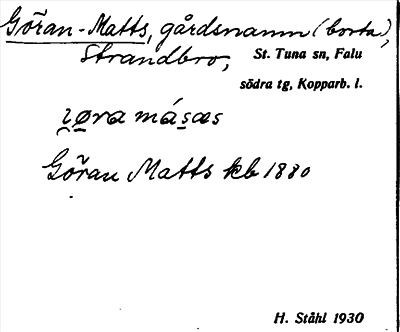 Göran-Matts, gårdsnamn (borta),
Strandbro, St. Tuna sn, Falu
södra tg, Kopparb. l.
Göran Matts kb 1880
H. Ståhl 1930